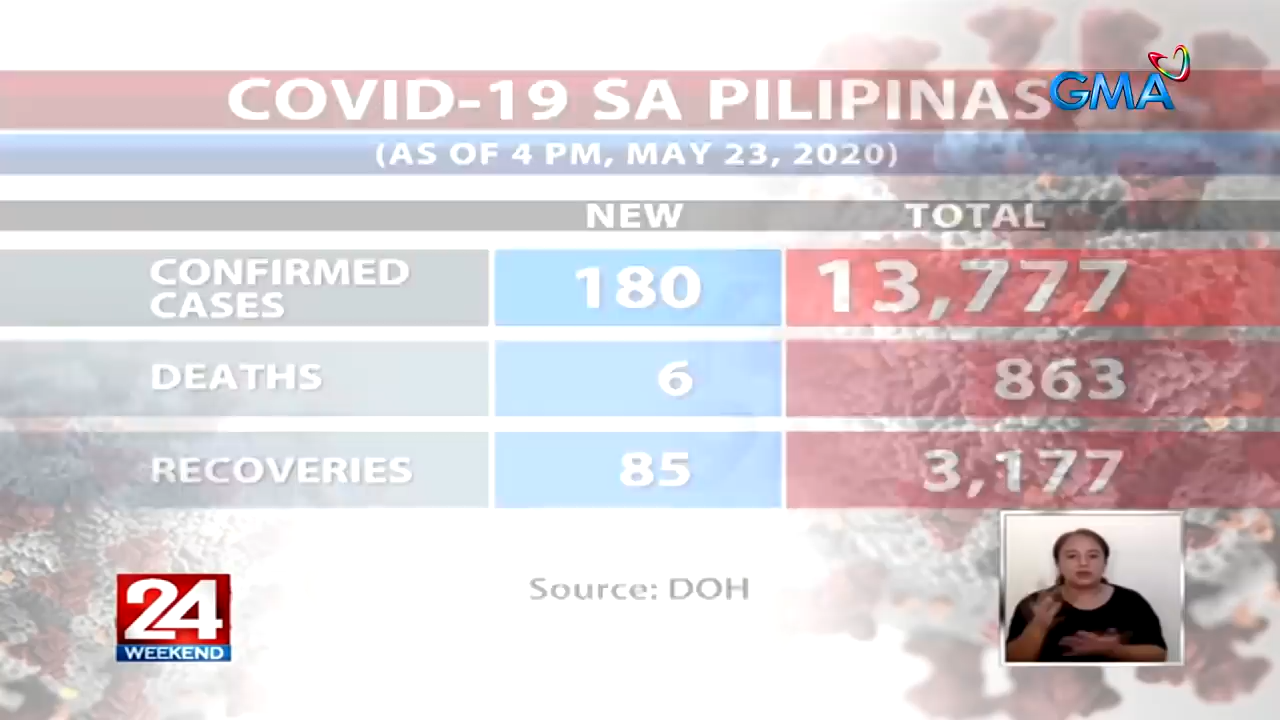 COVID-19 SA PILIPINAS
GMA
(AS OF 4 PM, MAY 23, 2020)
NEW TOTAL
CONFIRMED
CASES
180 13,777
DEATHS 6 863
RECOVERIES 85 3,177
Source: DOH
24
WEEKEND